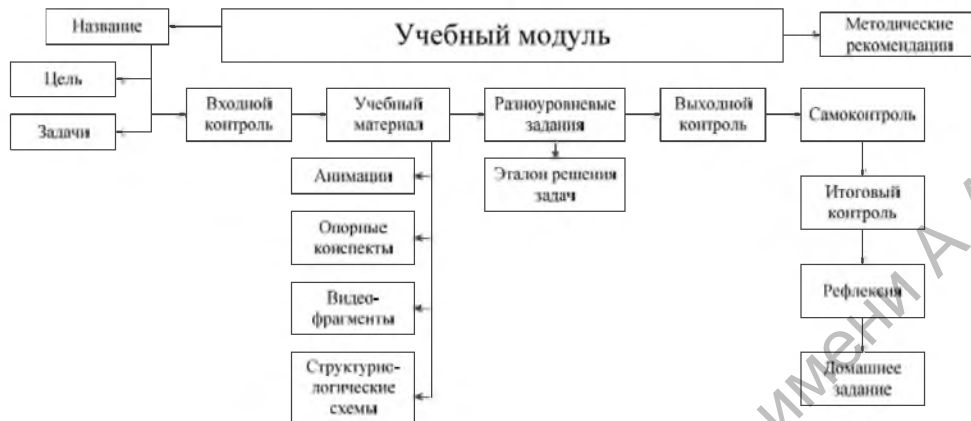 Название
Учебный модуль
Методические
рекомендации
Цель
Задачи
Входной
контроль
Учебный
материал
Разноуровневые
задания
Выходной
контроль
Самоконтроль
Анимации
Опорные
конспекты
Видео-
фрагменты
Структурно-
логические
схемы
Эталон решения
задач
Итоговый
контроль
Рефлексия
Домашнее
задание
имени А